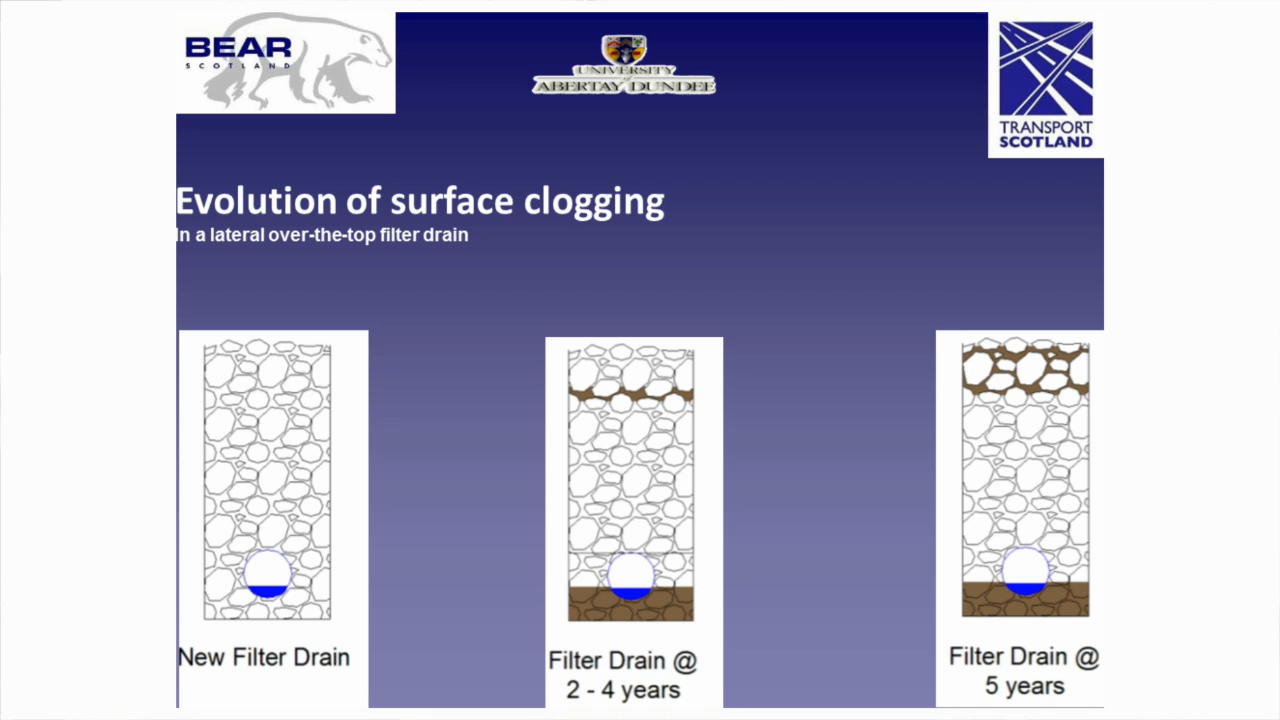 BEAR
SCOTLAND
UNIVERSITY
of
ABERTAY DUNDEE
TRANSPORT
SCOTLAND
Evolution of surface clogging
In a lateral over-the-top filter drain
New Filter Drain
Filter Drain @
2 - 4 years
Filter Drain @
5 years